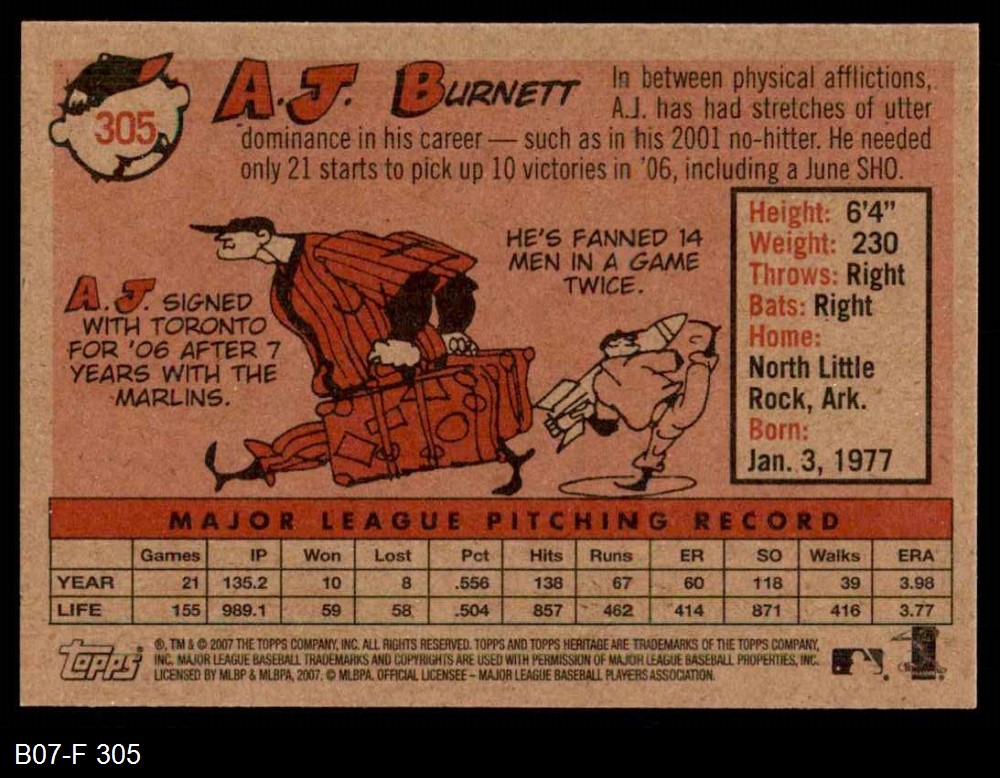 305
A.J. BURNETT
In between physical afflictions,
A.J. has had stretches of utter
dominance in his career — such as in his 2001 no-hitter. He needed
only 21 starts to pick up 10 victories in '06, including a June SHO.
A.J. SIGNED
WITH TORONTO
FOR '06 AFTER 7
YEARS WITH THE
MARLINS.
HE'S FANNED 14
MEN IN A GAME
TWICE.
Height: 6'4"
Weight: 230
Throws: Right
Bats: Right
Home:
North Little
Rock, Ark.
Born:
Jan. 3, 1977
MAJOR LEAGUE PITCHING RECORD
Games IP Won Lost Pct Hits Runs ER SO Walks ERA
YEAR 21 135.2 10 8 .556 138 67 60 118 39 3.98
LIFE 155 989.1 59 58 .504 857 462 414 871 416 3.77
Topps
®, TM & © 2007 THE TOPPS COMPANY, INC. ALL RIGHTS RESERVED. TOPPS AND TOPPS HERITAGE ARE TRADEMARKS OF THE TOPPS COMPANY,
INC. MAJOR LEAGUE BASEBALL TRADEMARKS AND COPYRIGHTS ARE USED WITH PERMISSION OF MAJOR LEAGUE BASEBALL PROPERTIES, INC.
LICENSED BY MLBP & MLBPA, 2007. © MLBPA. OFFICIAL LICENSEE – MAJOR LEAGUE BASEBALL PLAYERS ASSOCIATION.
B07-F 305